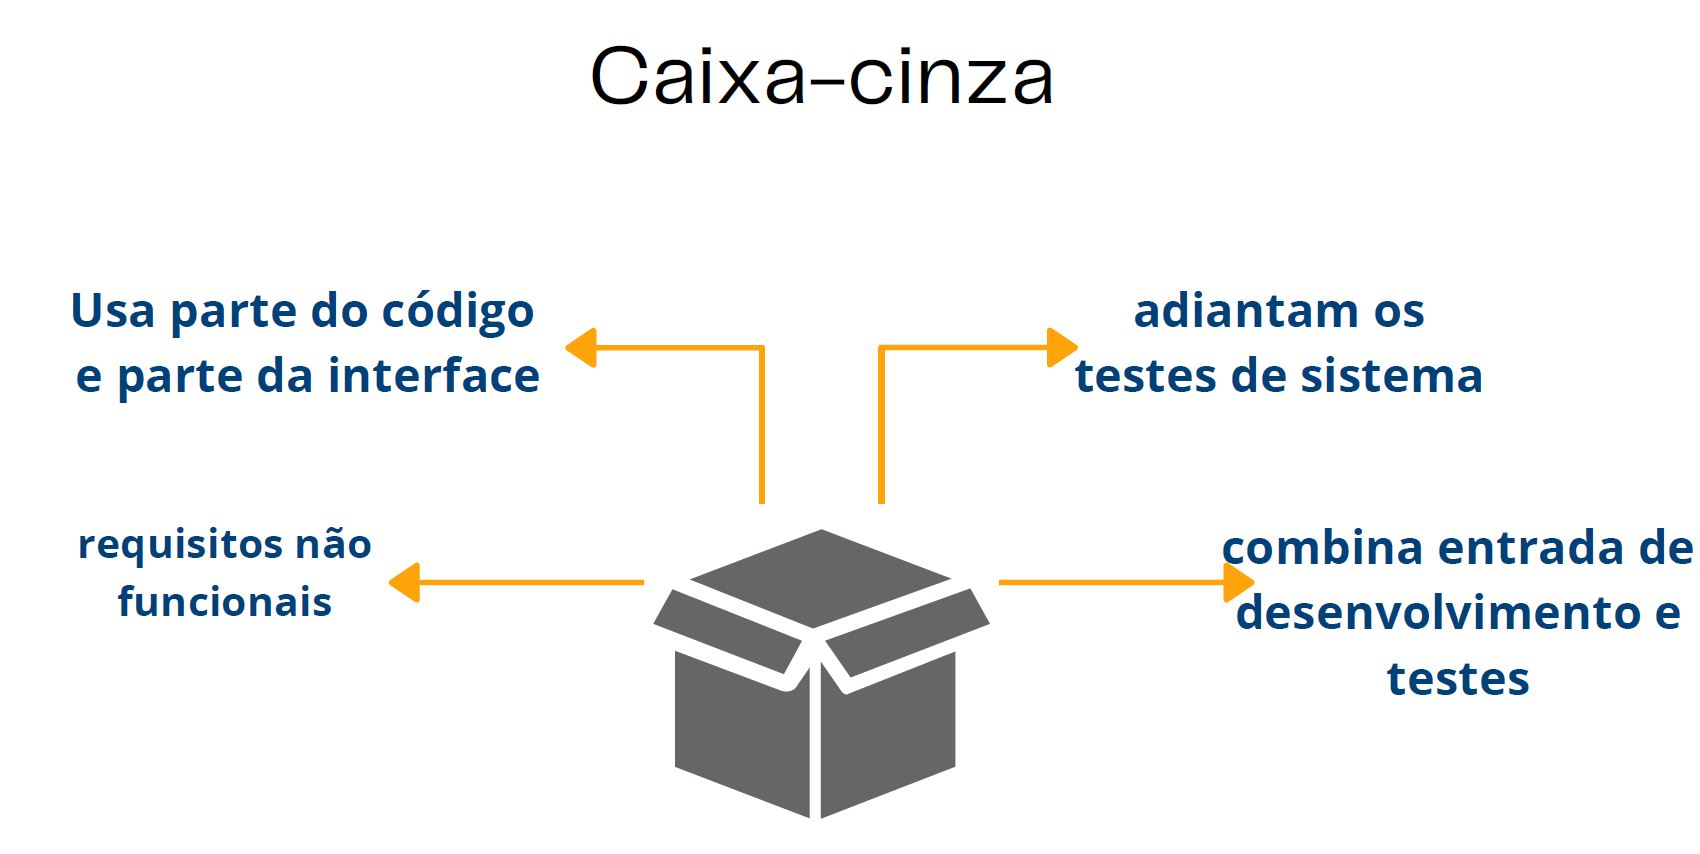 Caixa-cinza
Usa parte do código
e parte da interface
adiantam os
testes de sistema
requisitos não
funcionais
combina entrada de
desenvolvimento e
testes